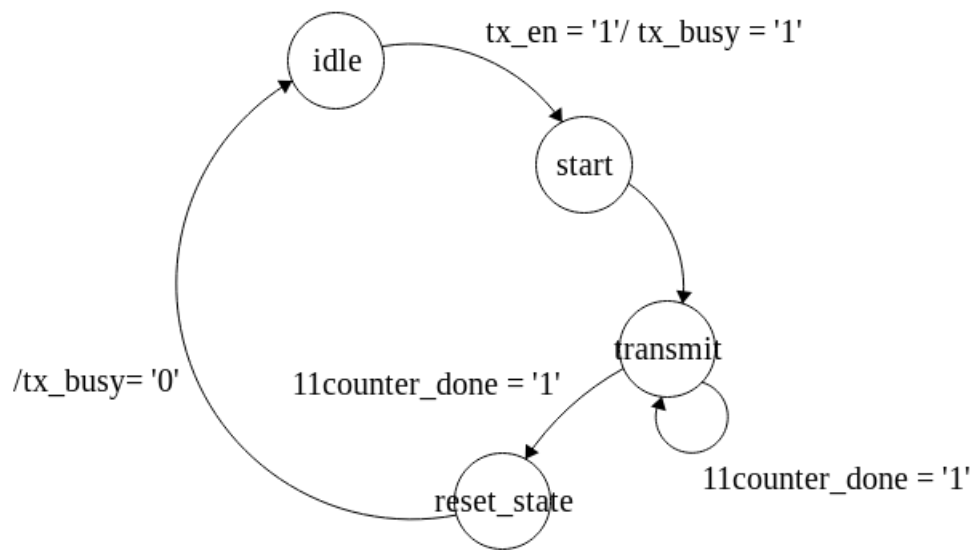 idle
tx_en = '1'/ tx_busy = '1'
start
transmit
/tx_busy= '0'
11counter_done = '1'
11counter_done = '1'
reset_state